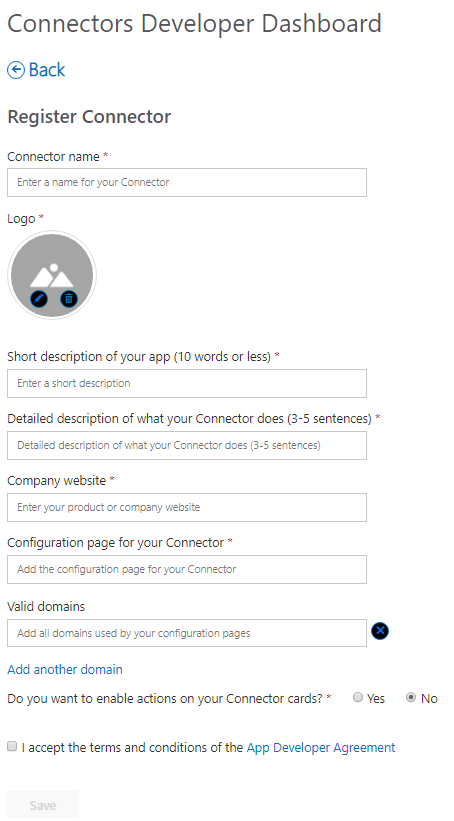 Connectors Developer Dashboard
Back
Register Connector
Connector name *
Enter a name for your Connector
Logo *
Short description of your app (10 words or less) *
Enter a short description
Detailed description of what your Connector does (3-5 sentences) *
Detailed description of what your Connector does (3-5 sentences)
Company website *
Enter your product or company website
Configuration page for your Connector *
Add the configuration page for your Connector
Valid domains
Add all domains used by your configuration pages
Add another domain
Do you want to enable actions on your Connector cards? * Yes No
I accept the terms and conditions of the App Developer Agreement
Save